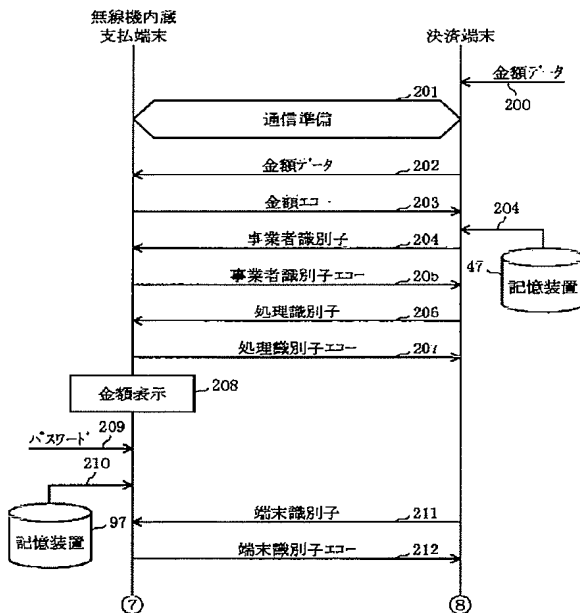 無線機内蔵
支払端末
決済端末
金額データ
200
201
通信準備
金額データ 202
金額エコー 203
204
事業者識別子 204
47
記憶装置
事業者識別子エコー 205
処理識別子 206
処理識別子エコー 207
金額表示
208
パスワード
209
210
97
記憶装置
端末識別子 211
端末識別子エコー 212
⑦
⑧